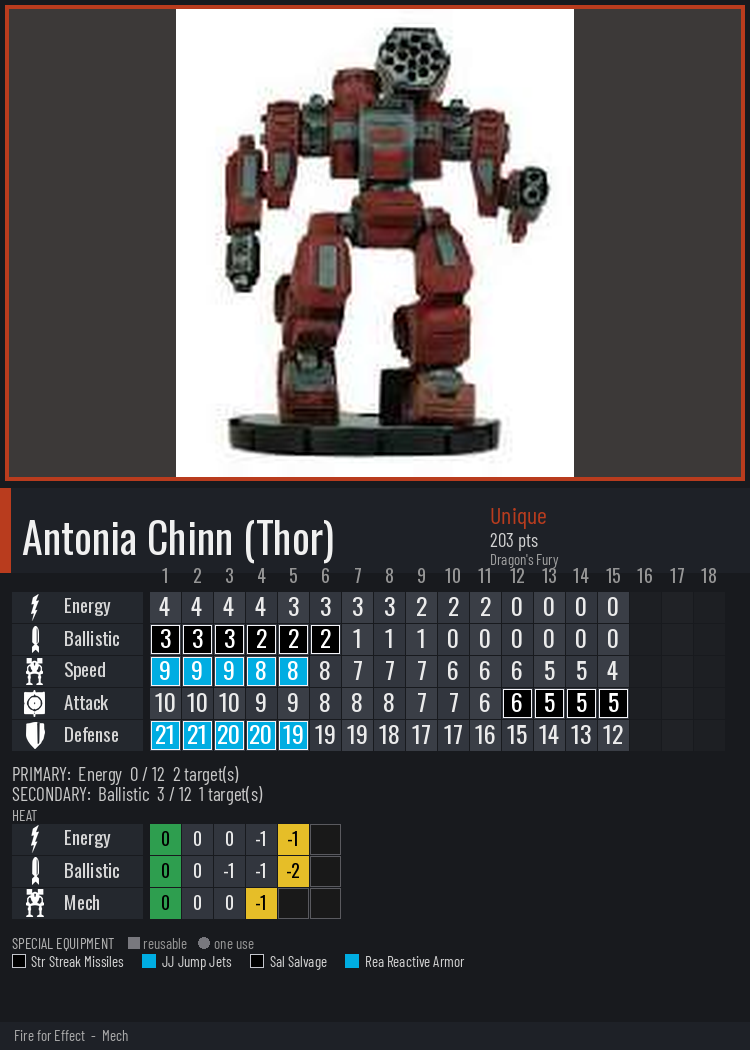 Antonia Chinn (Thor)
Unique
203 pts
Dragon's Fury
1 2 3 4 5 6 7 8 9 10 11 12 13 14 15 16 17 18
Energy 4 4 4 4 3 3 3 3 2 2 2 0 0 0 0
Ballistic 3 3 3 2 2 2 1 1 1 0 0 0 0 0 0
Speed 9 9 9 8 8 8 7 7 7 6 6 6 5 5 4
Attack 10 10 10 9 9 8 8 8 7 7 6 6 5 5 5
Defense 21 21 20 20 19 19 19 18 17 17 16 15 14 13 12
PRIMARY: Energy 0 / 12 2 target(s)
SECONDARY: Ballistic 3 / 12 1 target(s)
HEAT
Energy 0 0 0 -1 -1
Ballistic 0 0 -1 -1 -2
Mech 0 0 0 -1
SPECIAL EQUIPMENT reusable one use
Str Streak Missiles JJ Jump Jets Sal Salvage Rea Reactive Armor
Fire for Effect - Mech